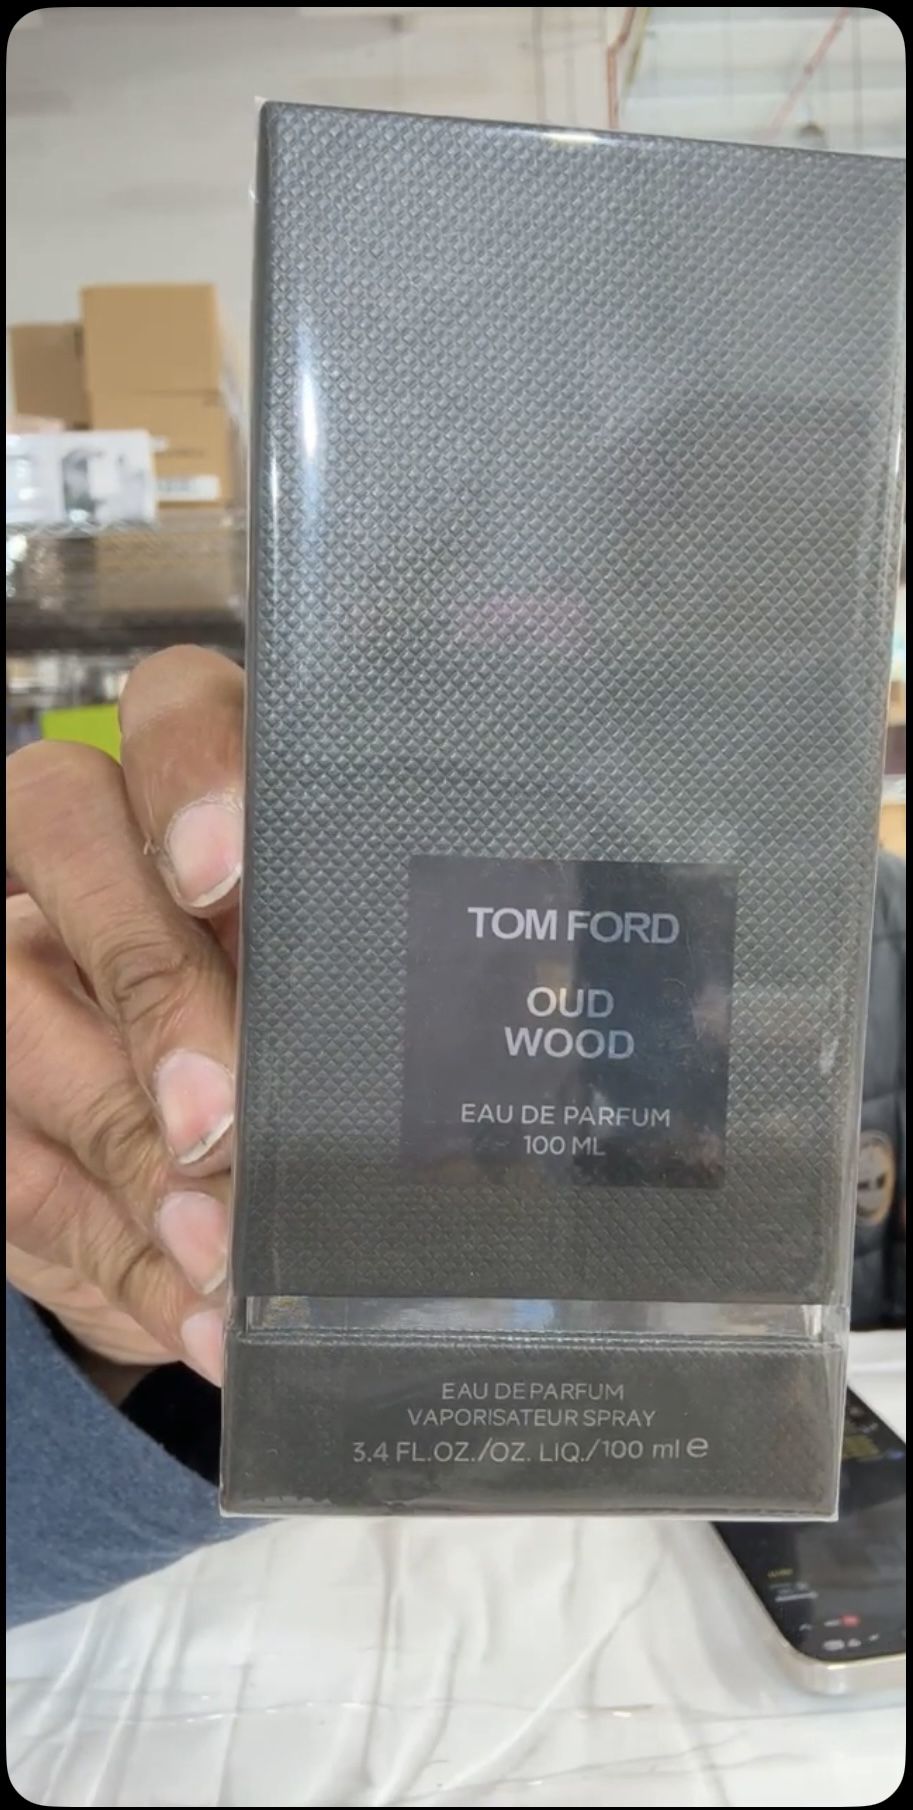 TOM FORD
OUD
WOOD
EAU DE PARFUM
100 ML
EAU DE PARFUM
VAPORISATEUR SPRAY
3.4 FL.OZ./OZ. LIQ./100 ml e